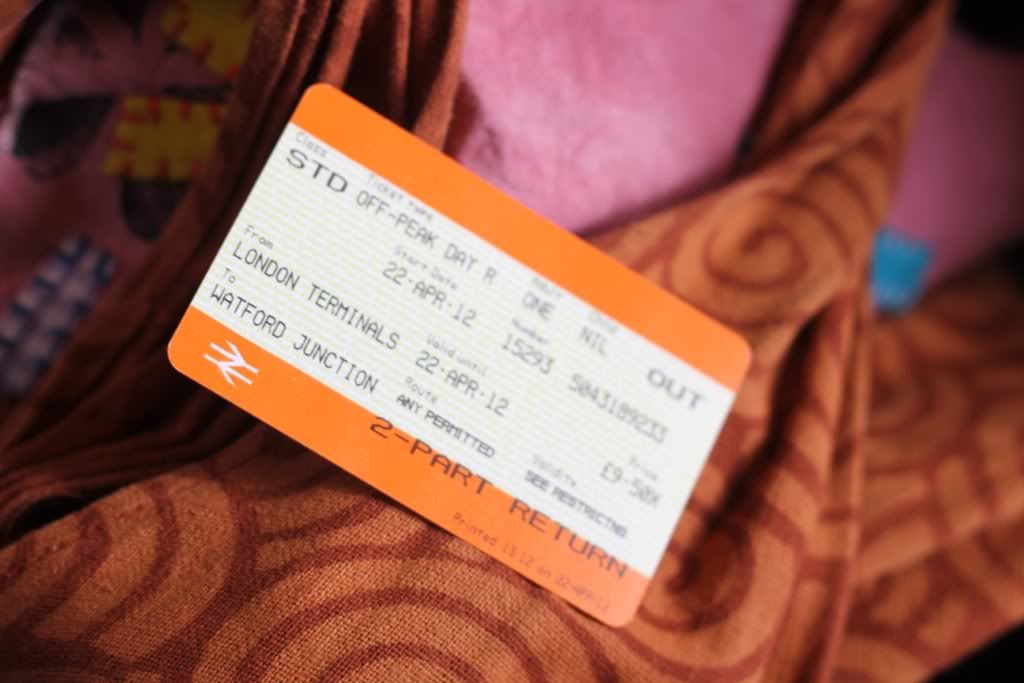 Class Ticket type Adult Child
STD OFF-PEAK DAY R ONE NIL OUT
Start Date Number
22·APR·12 15293 5043189233
From Valid until Price
LONDON TERMINALS 22·APR·12 £9·50X
To Route Validity
WATFORD JUNCTION ANY PERMITTED SEE RESTRICTNS
2-PART RETURN
Printed 13:12 on 22-APR-12